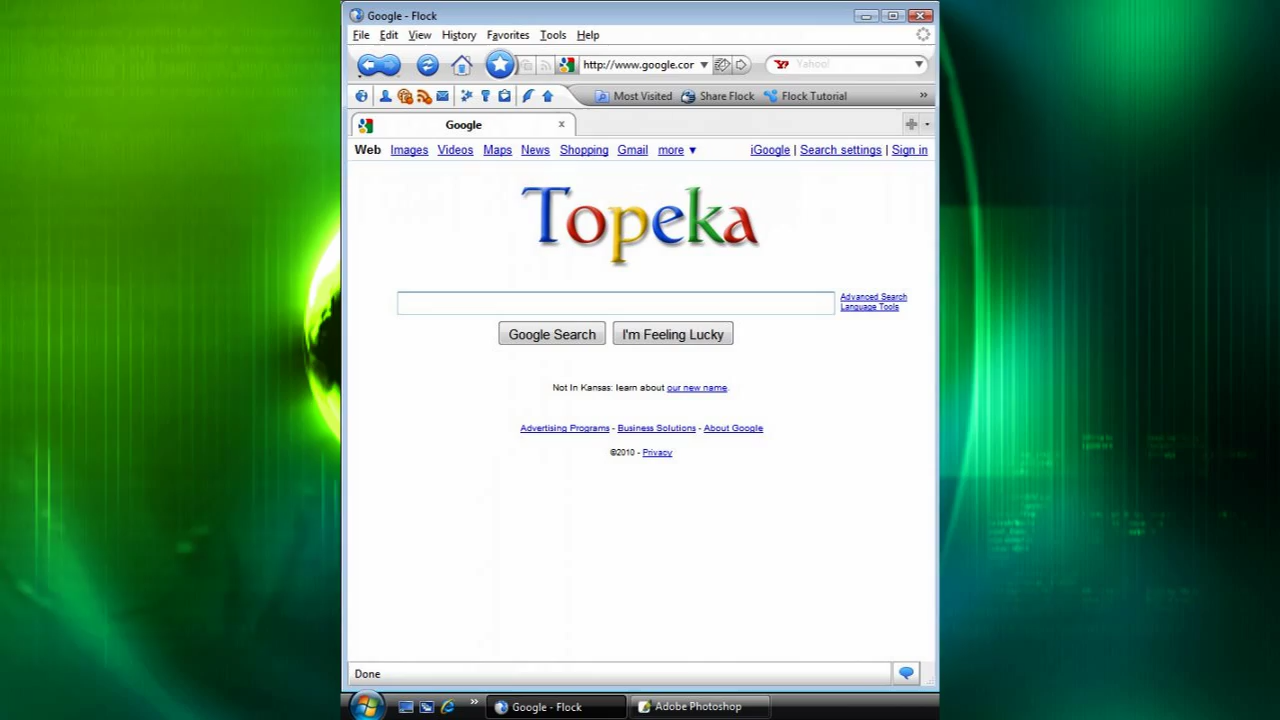 Google - Flock
File Edit View History Favorites Tools Help
http://www.google.cor Yahoo!
Most Visited Share Flock Flock Tutorial »
Google x
Web Images Videos Maps News Shopping Gmail more ▼ iGoogle | Search settings | Sign in
Topeka
Advanced Search
Language Tools
Google Search I'm Feeling Lucky
Not In Kansas: learn about our new name.
Advertising Programs - Business Solutions - About Google
©2010 - Privacy
Done
» Google - Flock Adobe Photoshop